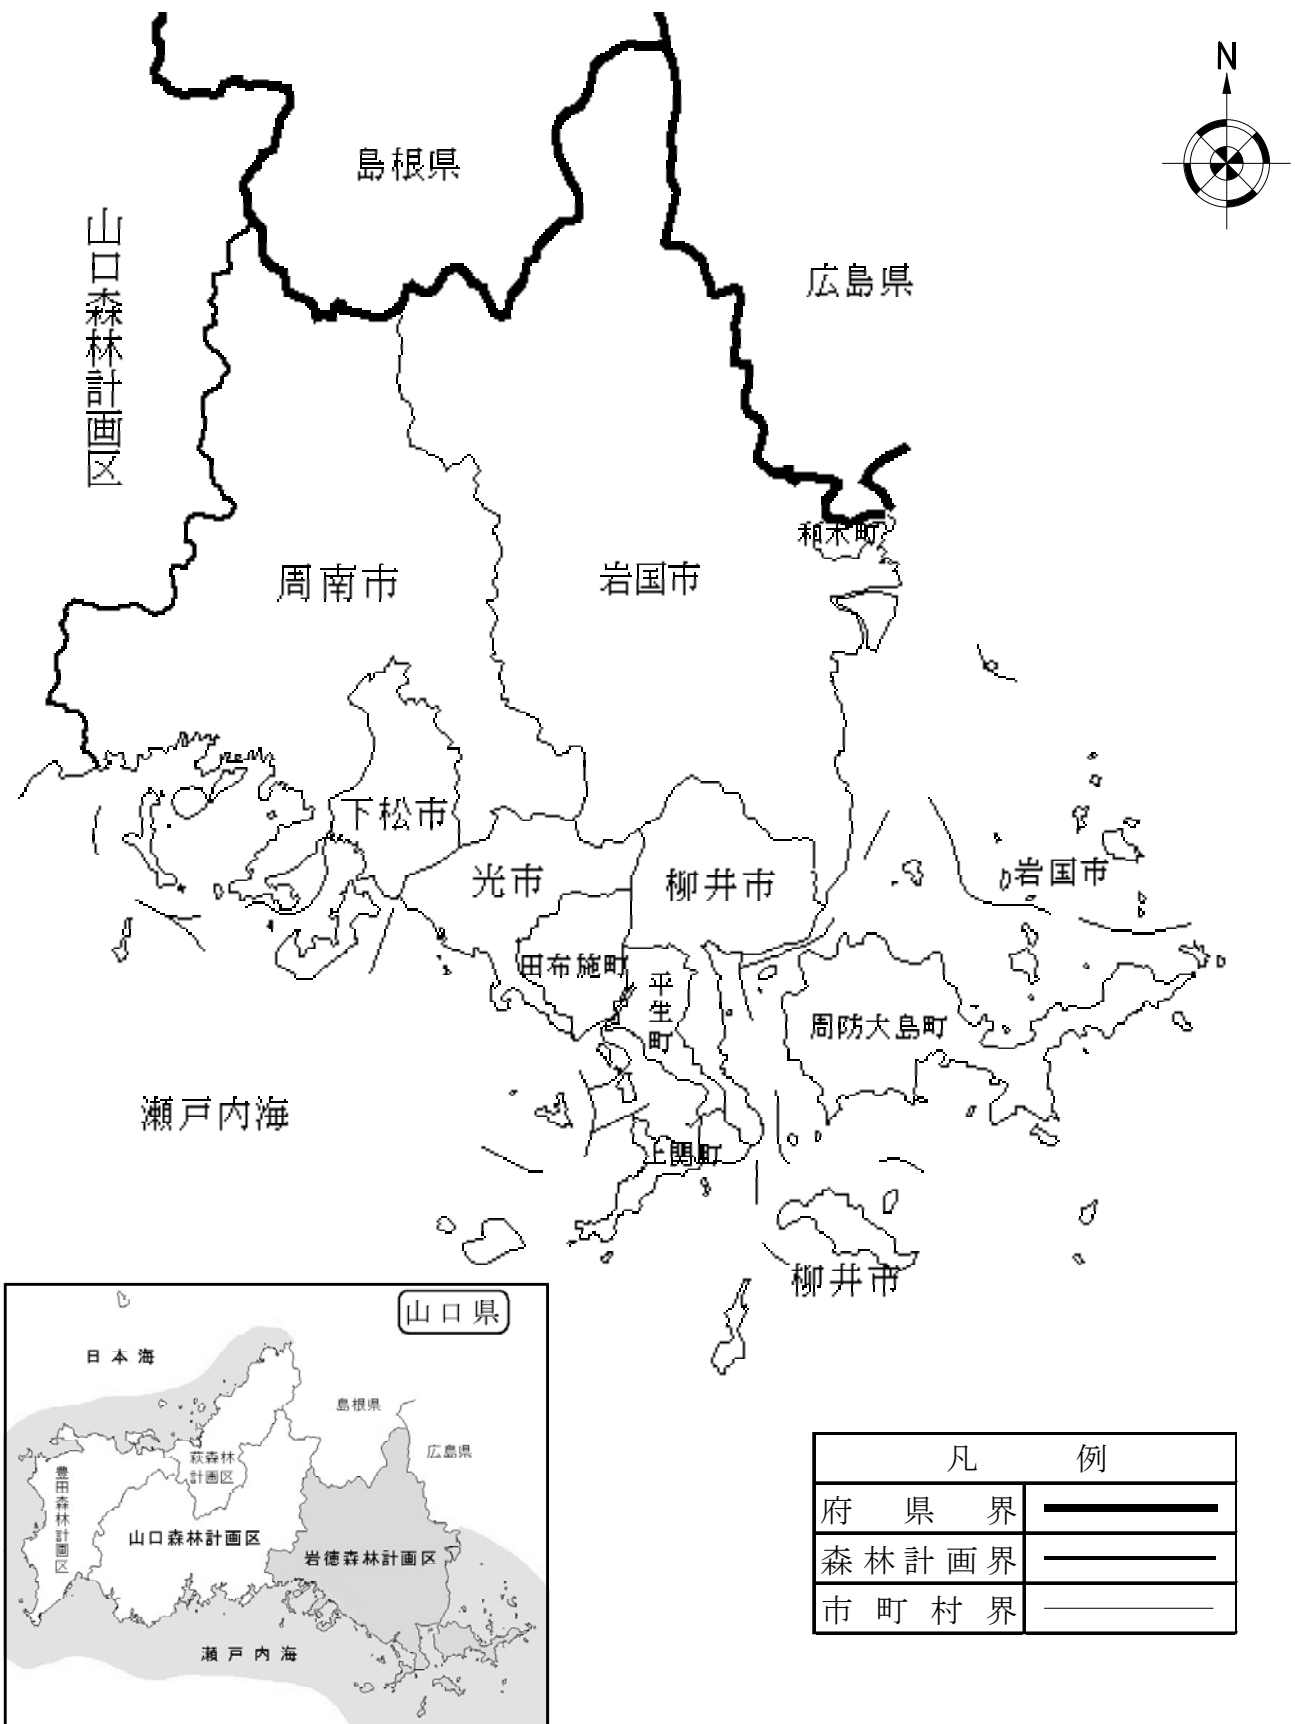 N
島根県
広島県
山口森林計画区
和木町
周南市
岩国市
下松市
光市
柳井市
岩国市
田布施町
平生町
周防大島町
瀬戸内海
上関町
柳井市
山口県
日本海
島根県
広島県
萩森林
計画区
豊田森林計画区
山口森林計画区
岩徳森林計画区
瀬戸内海
凡例
府県界
森林計画界
市町村界